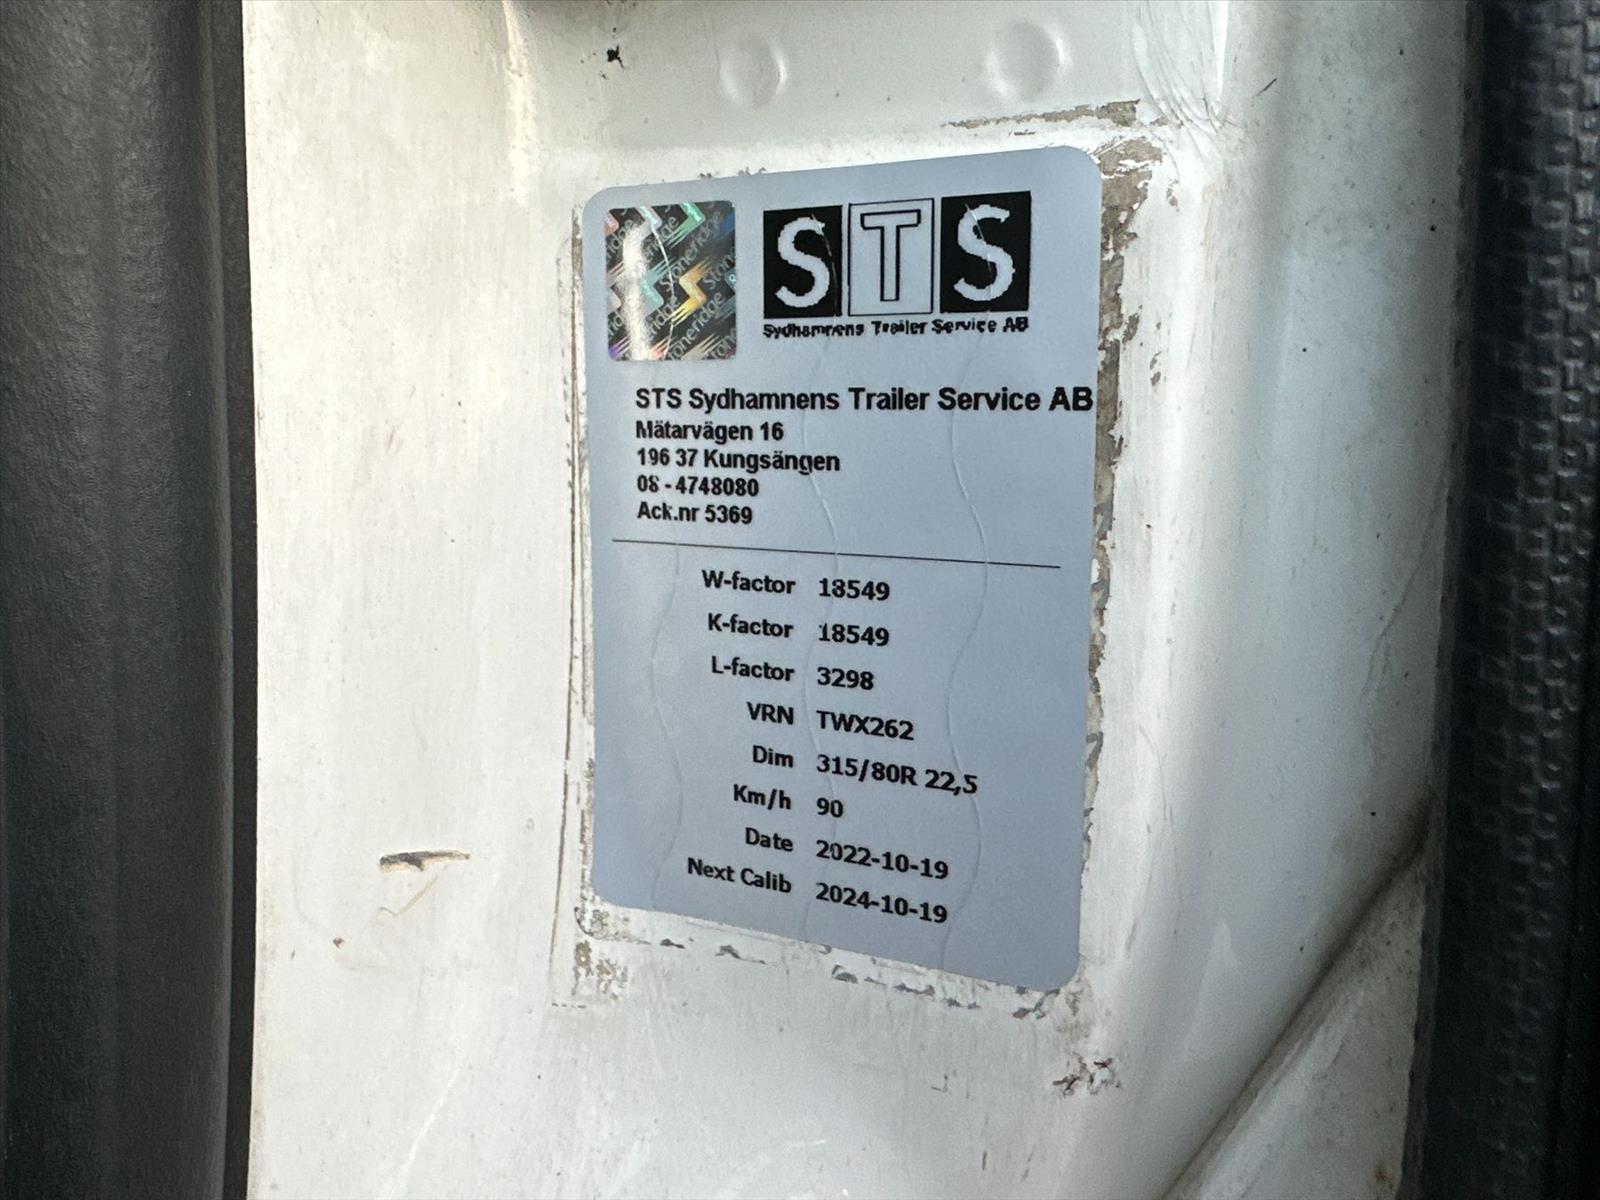 Stoneridge
STS
Sydhamnens Trailer Service AB
STS Sydhamnens Trailer Service AB
Mätarvägen 16
196 37 Kungsängen
08 - 4748080
Ack.nr 5369
W-factor 18549
K-factor 18549
L-factor 3298
VRN TWX262
Dim 315/80R 22,5
Km/h 90
Date 2022-10-19
Next Calib 2024-10-19